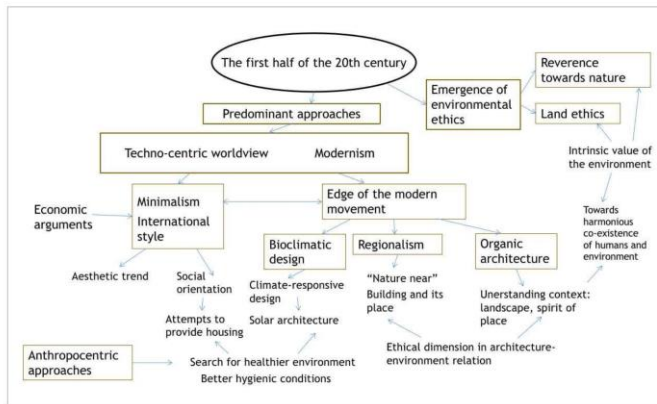 The first half of the 20th century
Reverence
towards nature
Emergence of
environmental
ethics
Predominant approaches
Land ethics
Techno-centric worldview
Modernism
Intrinsic value of
the environment
Economic
arguments
Minimalism
International
style
Edge of the modern
movement
Towards
harmonious
co-existence
of humans and
environment
Bioclimatic
design
Regionalism
Organic
architecture
Aesthetic trend
Social
orientation
Climate-responsive
design
"Nature near"
Building and its
place
Unerstanding context:
landscape, spirit of
place
Attempts to
provide housing
Solar architecture
Ethical dimension in architecture-
environment relation
Anthropocentric
approaches
Search for healthier environment
Better hygienic conditions